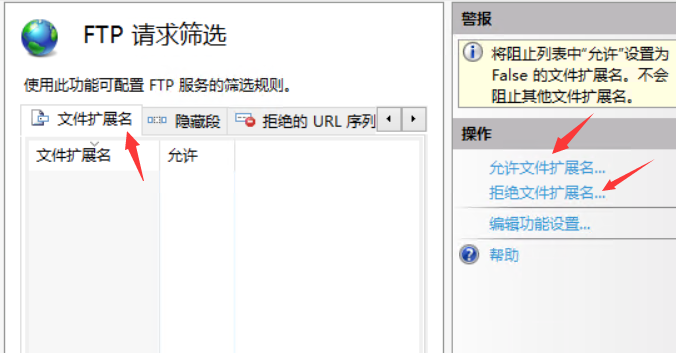 FTP 请求筛选
使用此功能可配置 FTP 服务的筛选规则。
文件扩展名
隐藏段
拒绝的 URL 序列
文件扩展名
允许
警报
将阻止列表中“允许”设置为
False 的文件扩展名。不会
阻止其他文件扩展名。
操作
允许文件扩展名...
拒绝文件扩展名...
编辑功能设置...
帮助